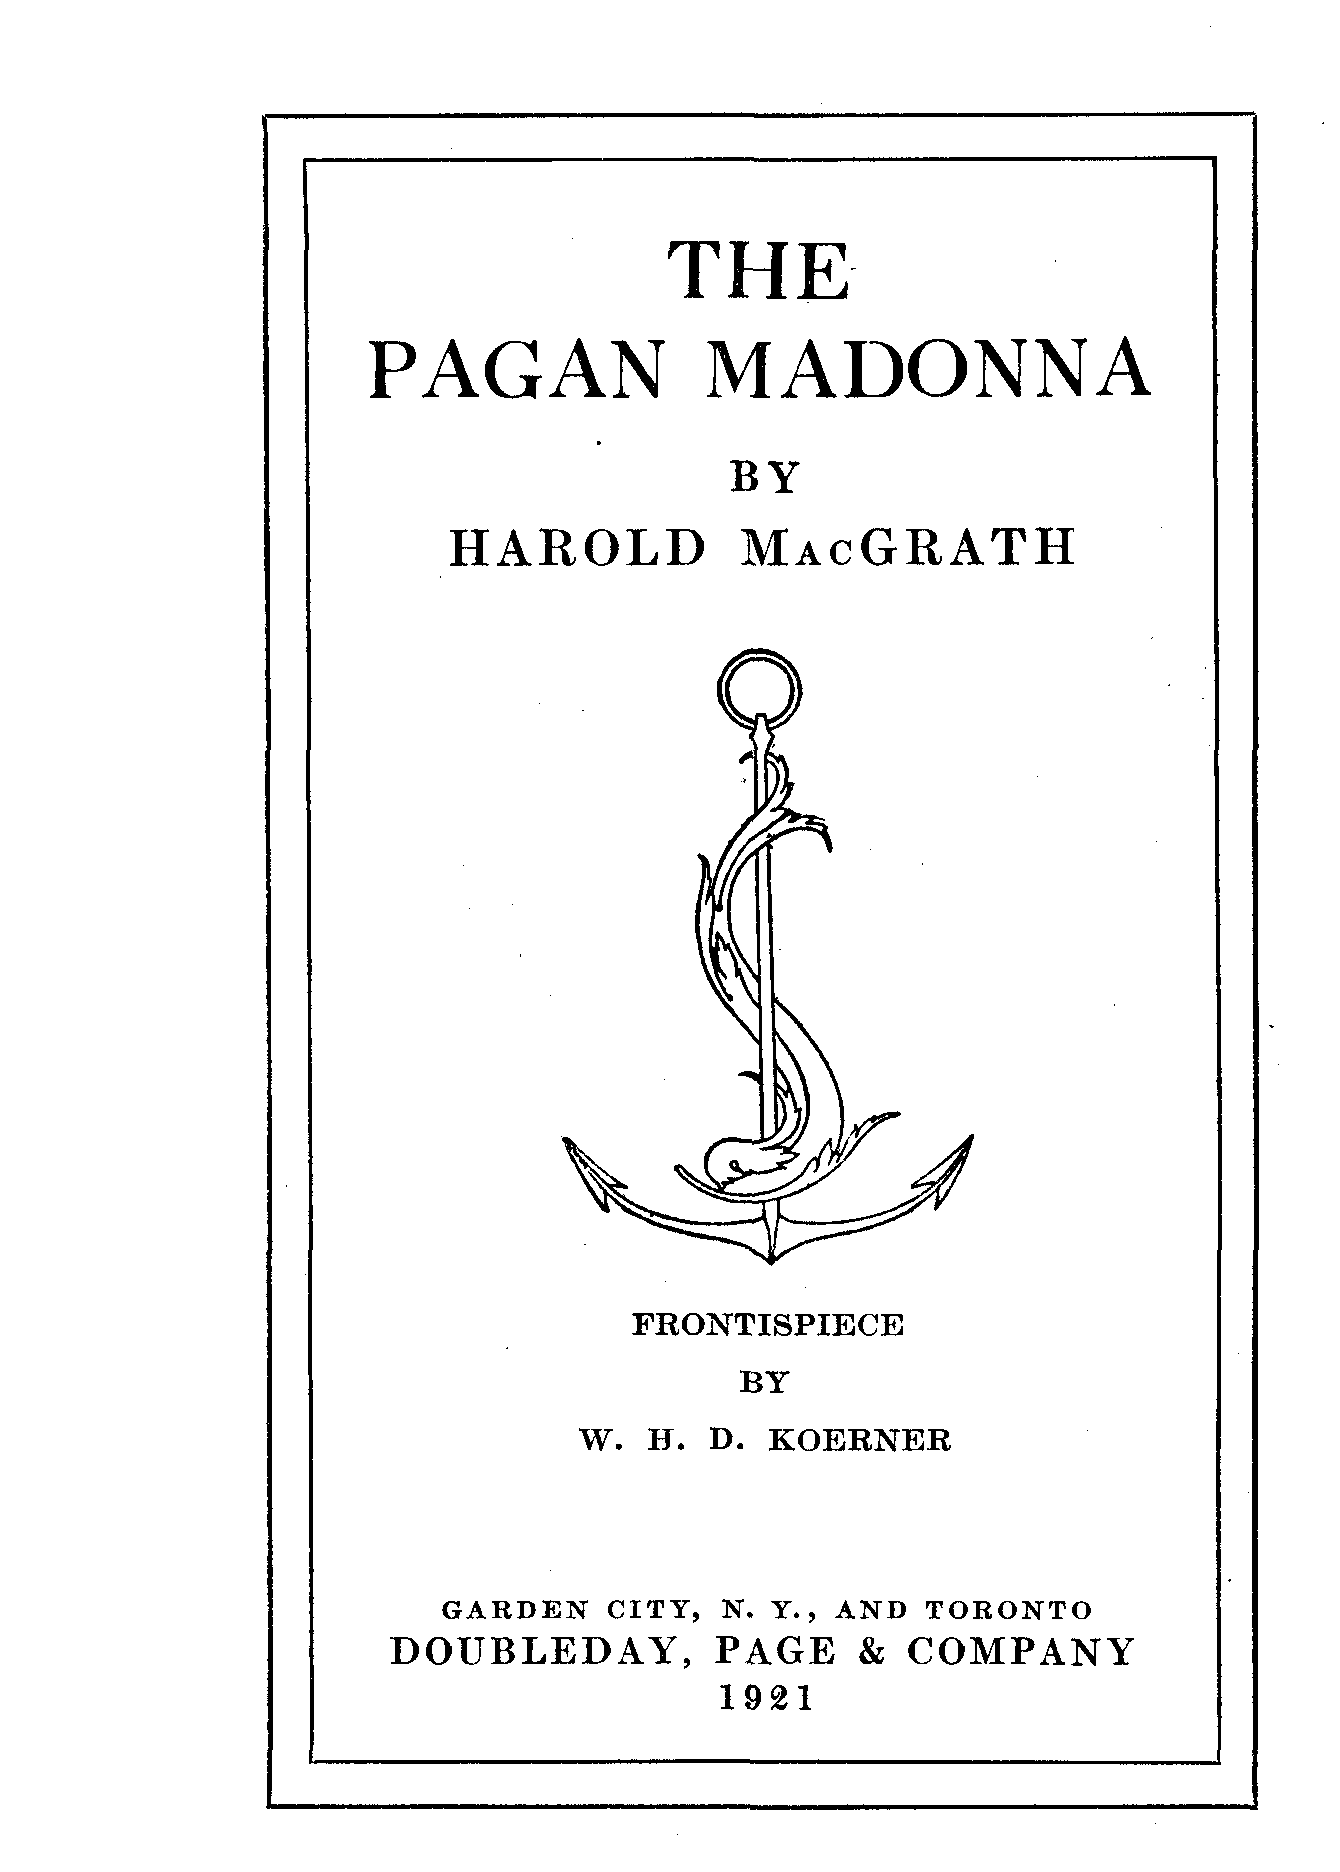 THE
PAGAN MADONNA
BY
HAROLD MACGRATH
FRONTISPIECE
BY
W. H. D. KOERNER
GARDEN CITY, N. Y., AND TORONTO
DOUBLEDAY, PAGE & COMPANY
1921